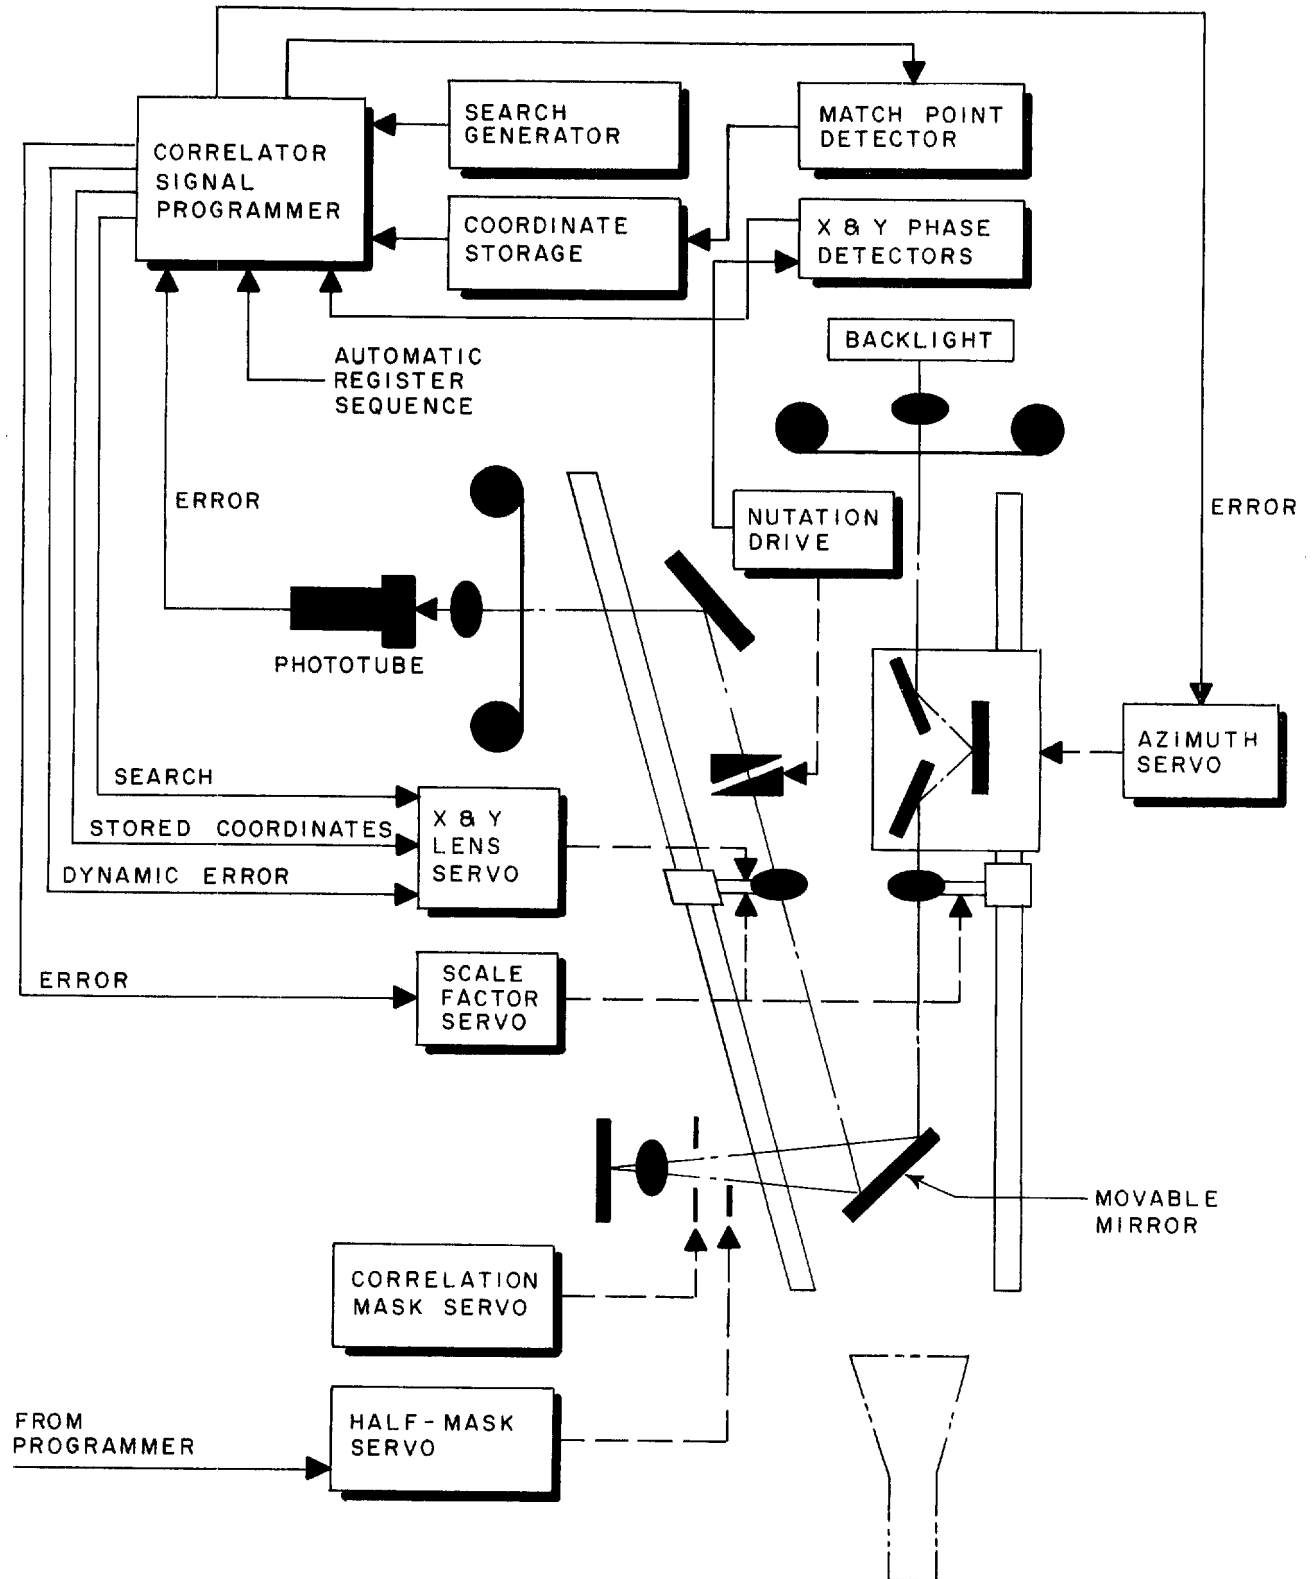 SEARCH
GENERATOR
MATCH POINT
DETECTOR
CORRELATOR
SIGNAL
PROGRAMMER
COORDINATE
STORAGE
X & Y PHASE
DETECTORS
BACKLIGHT
AUTOMATIC
REGISTER
SEQUENCE
ERROR
NUTATION
DRIVE
ERROR
PHOTOTUBE
AZIMUTH
SERVO
SEARCH
STORED COORDINATES
DYNAMIC ERROR
X & Y
LENS
SERVO
ERROR
SCALE
FACTOR
SERVO
MOVABLE
MIRROR
CORRELATION
MASK SERVO
FROM
PROGRAMMER
HALF-MASK
SERVO